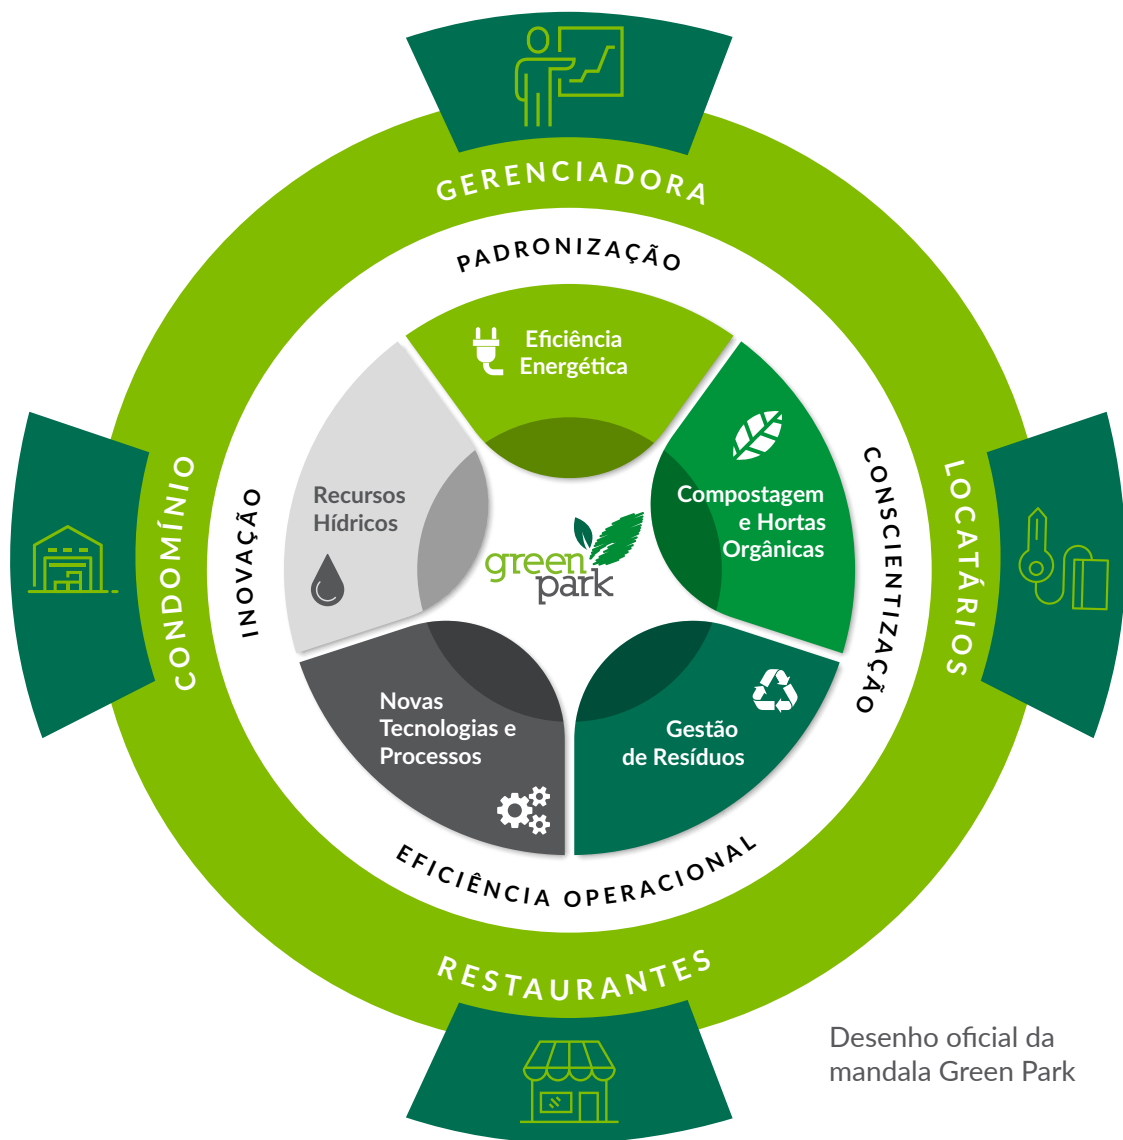 GERENCIADORA
PADRONIZAÇÃO
Eficiência
Energética
CONDOMÍNIO
INOVAÇÃO
Recursos
Hídricos
green
park
Compostagem
e Hortas
Orgânicas
CONSCIENTIZAÇÃO
LOCATÁRIOS
Novas
Tecnologias e
Processos
Gestão
de Resíduos
EFICIÊNCIA OPERACIONAL
RESTAURANTES
Desenho oficial da
mandala Green Park